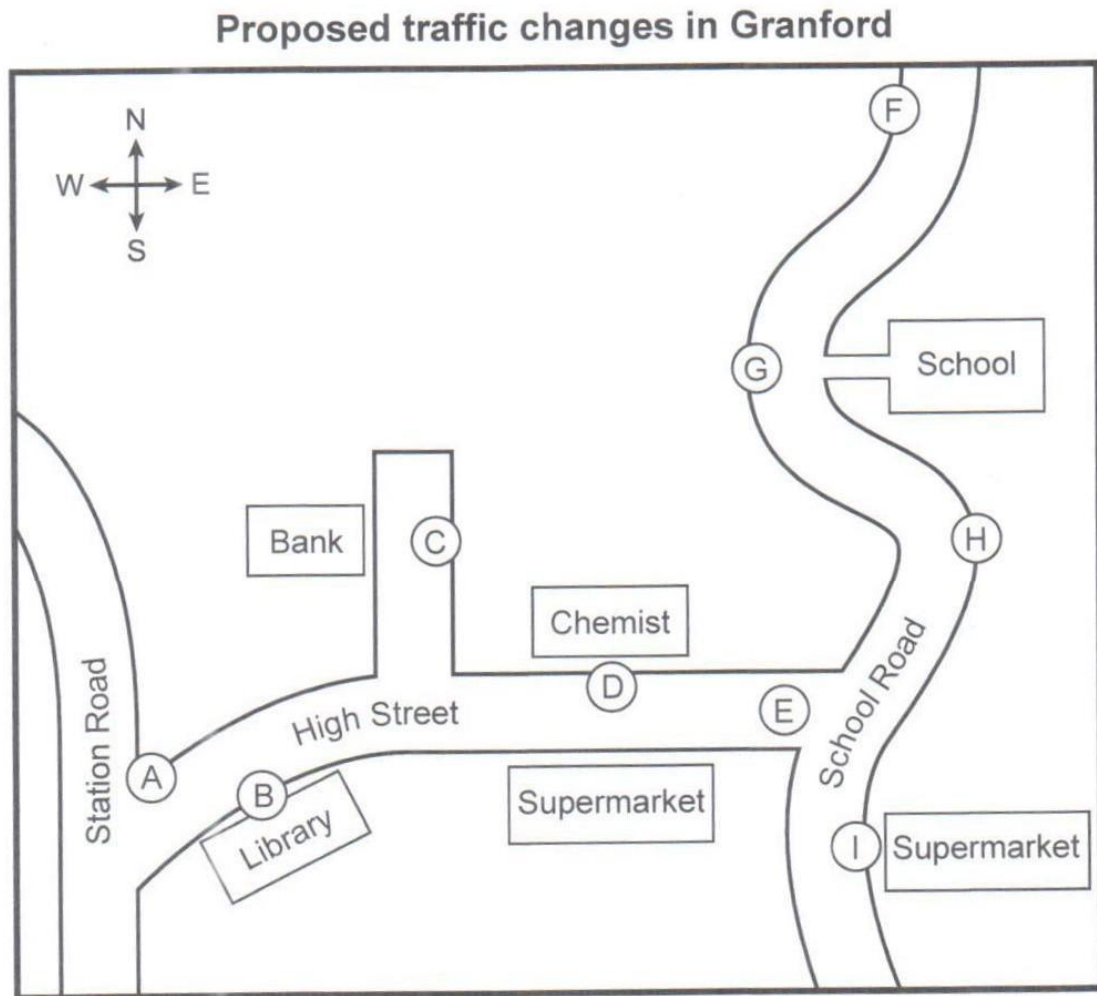 Proposed traffic changes in Granford
N
W E
S
F
G
School
Bank
C
H
Chemist
D
E
High Street
Station Road
School Road
A
B
Library
Supermarket
I
Supermarket